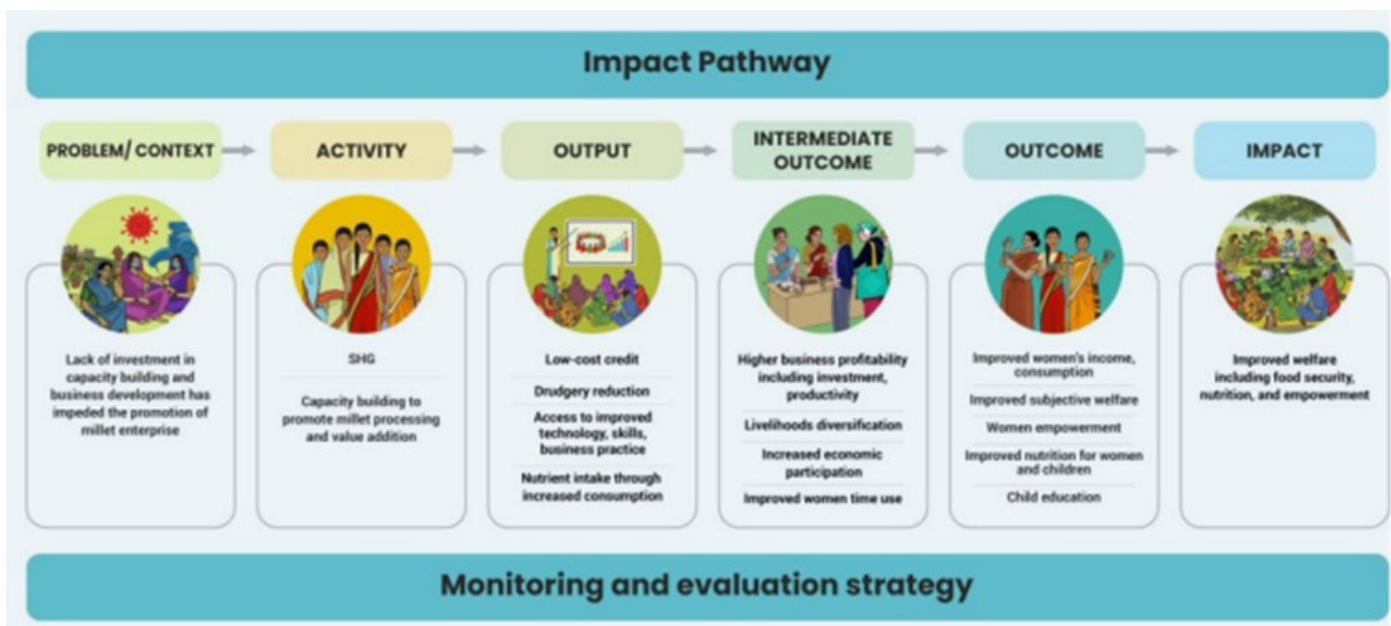 Impact Pathway
PROBLEM/ CONTEXT
ACTIVITY
OUTPUT
INTERMEDIATE
OUTCOME
OUTCOME
IMPACT
Lack of investment in
capacity building and
business development has
impeded the promotion of
millet enterprise
SHG
Capacity building to
promote millet processing
and value addition
Low-cost credit
Drudgery reduction
Access to improved
technology, skills,
business practice
Nutrient intake through
increased consumption
Higher business profitability
including investment,
productivity
Livelihoods diversification
Increased economic
participation
Improved women time use
Improved women's income,
consumption
Improved subjective welfare
Women empowerment
Improved nutrition for women
and children
Child education
Improved welfare
including food security,
nutrition, and empowerment
Monitoring and evaluation strategy